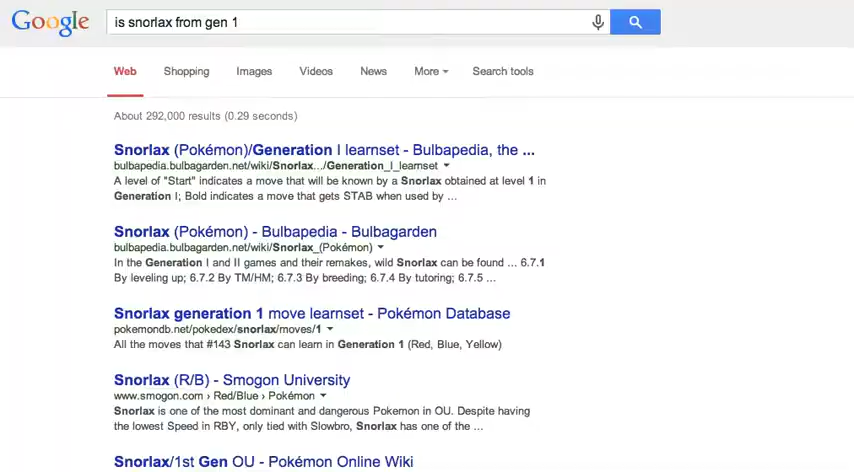 Google is snorlax from gen 1
Web Shopping Images Videos News More Search tools
About 292,000 results (0.29 seconds)
Snorlax (Pokémon)/Generation I learnset - Bulbapedia, the ...
bulbapedia.bulbagarden.net/wiki/Snorlax.../Generation_I_learnset
A level of "Start" indicates a move that will be known by a Snorlax obtained at level 1 in
Generation I; Bold indicates a move that gets STAB when used by ...
Snorlax (Pokémon) - Bulbapedia - Bulbagarden
bulbapedia.bulbagarden.net/wiki/Snorlax_(Pokémon)
In the Generation I and II games and their remakes, wild Snorlax can be found ... 6.7.1
By leveling up; 6.7.2 By TM/HM; 6.7.3 By breeding; 6.7.4 By tutoring; 6.7.5 ...
Snorlax generation 1 move learnset - Pokémon Database
pokemondb.net/pokedex/snorlax/moves/1
All the moves that #143 Snorlax can learn in Generation 1 (Red, Blue, Yellow)
Snorlax (R/B) - Smogon University
www.smogon.com › Red/Blue › Pokémon
Snorlax is one of the most dominant and dangerous Pokemon in OU. Despite having
the lowest Speed in RBY, only tied with Slowbro, Snorlax has one of the ...
Snorlax/1st Gen OU - Pokémon Online Wiki